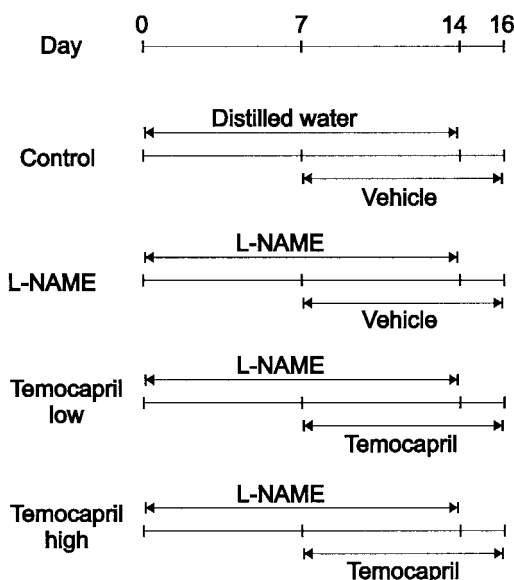 0 7 14 16
Day
Distilled water
Control
Vehicle
L-NAME
L-NAME
Vehicle
L-NAME
Temocapril
low
Temocapril
L-NAME
Temocapril
high
Temocapril